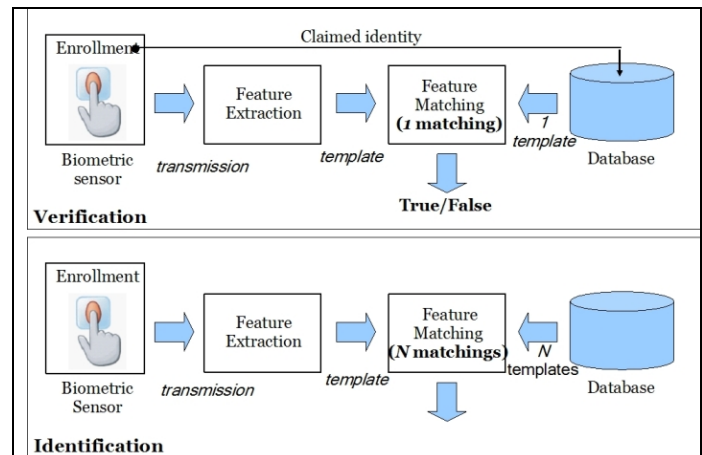 Claimed identity
Enrollment
Feature
Extraction
Feature
Matching
(1 matching)
1
template
Database
Biometric
sensor
transmission
template
True/False
Verification
Enrollment
Feature
Extraction
Feature
Matching
(N matchings)
N
templates
Database
Biometric
Sensor
transmission
template
Identification